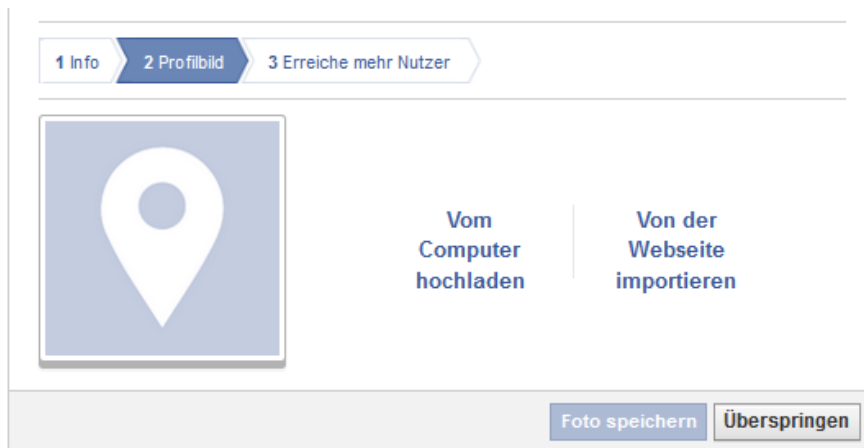 1 Info 2 Profilbild 3 Erreiche mehr Nutzer
Vom
Computer
hochladen
Von der
Webseite
importieren
Foto speichern Überspringen